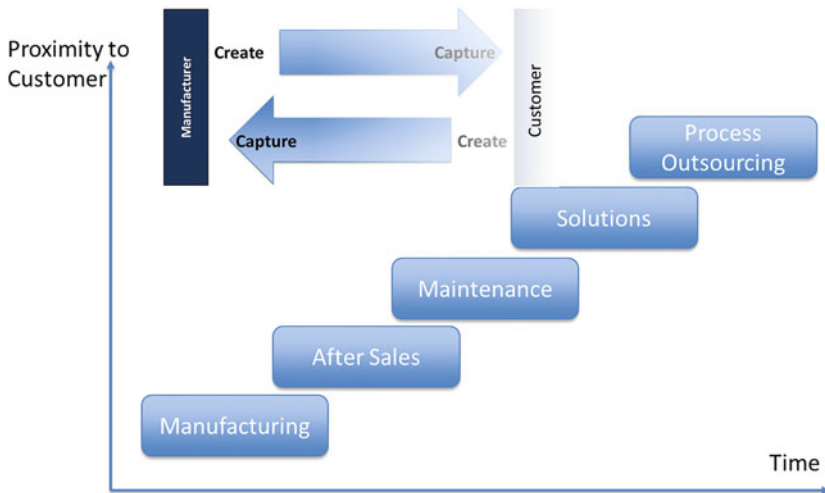 Proximity to
Customer
Manufacturer
Create
Capture
Capture
Create
Customer
Process
Outsourcing
Solutions
Maintenance
After Sales
Manufacturing
Time